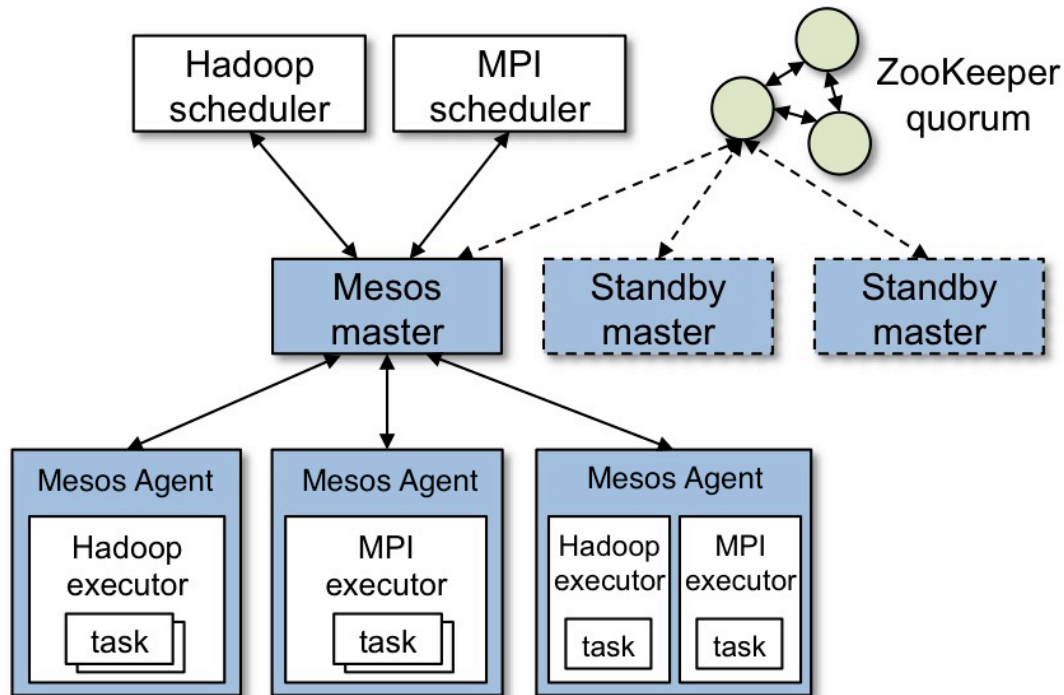 Hadoop
scheduler
MPI
scheduler
ZooKeeper
quorum
Mesos
master
Standby
master
Standby
master
Mesos Agent
Hadoop
executor
task
Mesos Agent
MPI
executor
task
Mesos Agent
Hadoop
executor
task
MPI
executor
task